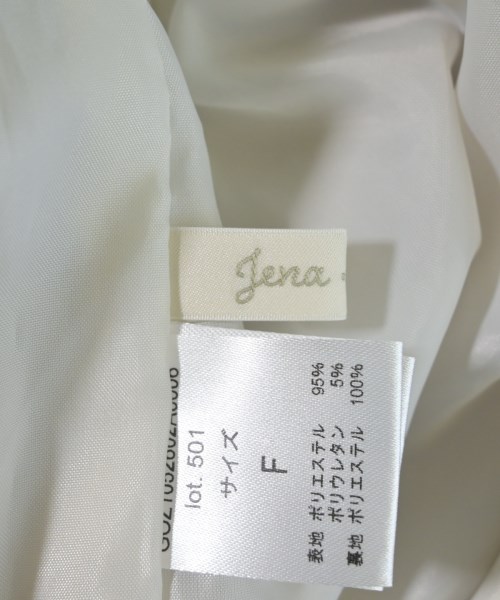 Jena
lot. 501
サイズ
F
表地 ポリエステル 95%
ポリウレタン 5%
裏地 ポリエステル 100%